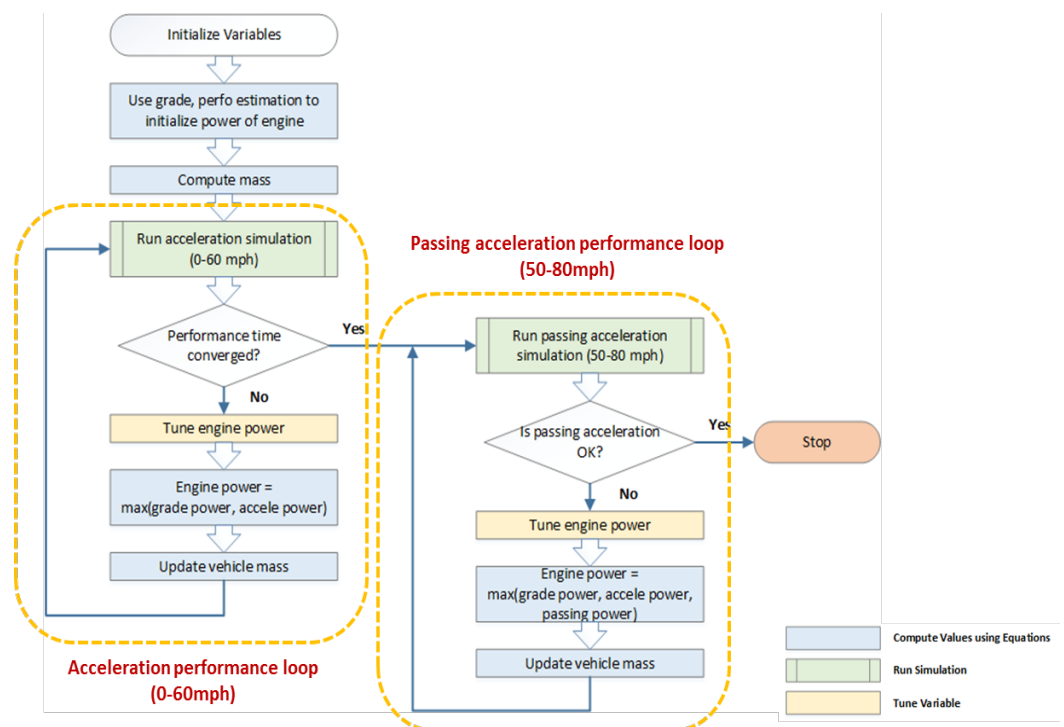 Initialize Variables
Use grade, perfo estimation to
initialize power of engine
Compute mass
Run acceleration simulation
(0-60 mph)
Performance time
converged?
Yes
No
Tune engine power
Engine power =
max(grade power, accele power)
Update vehicle mass
Acceleration performance loop
(0-60mph)
Passing acceleration performance loop
(50-80mph)
Run passing acceleration
simulation (50-80 mph)
Is passing acceleration
OK?
Yes
Stop
No
Tune engine power
Engine power =
max(grade power, accele power,
passing power)
Update vehicle mass
Compute Values using Equations
Run Simulation
Tune Variable